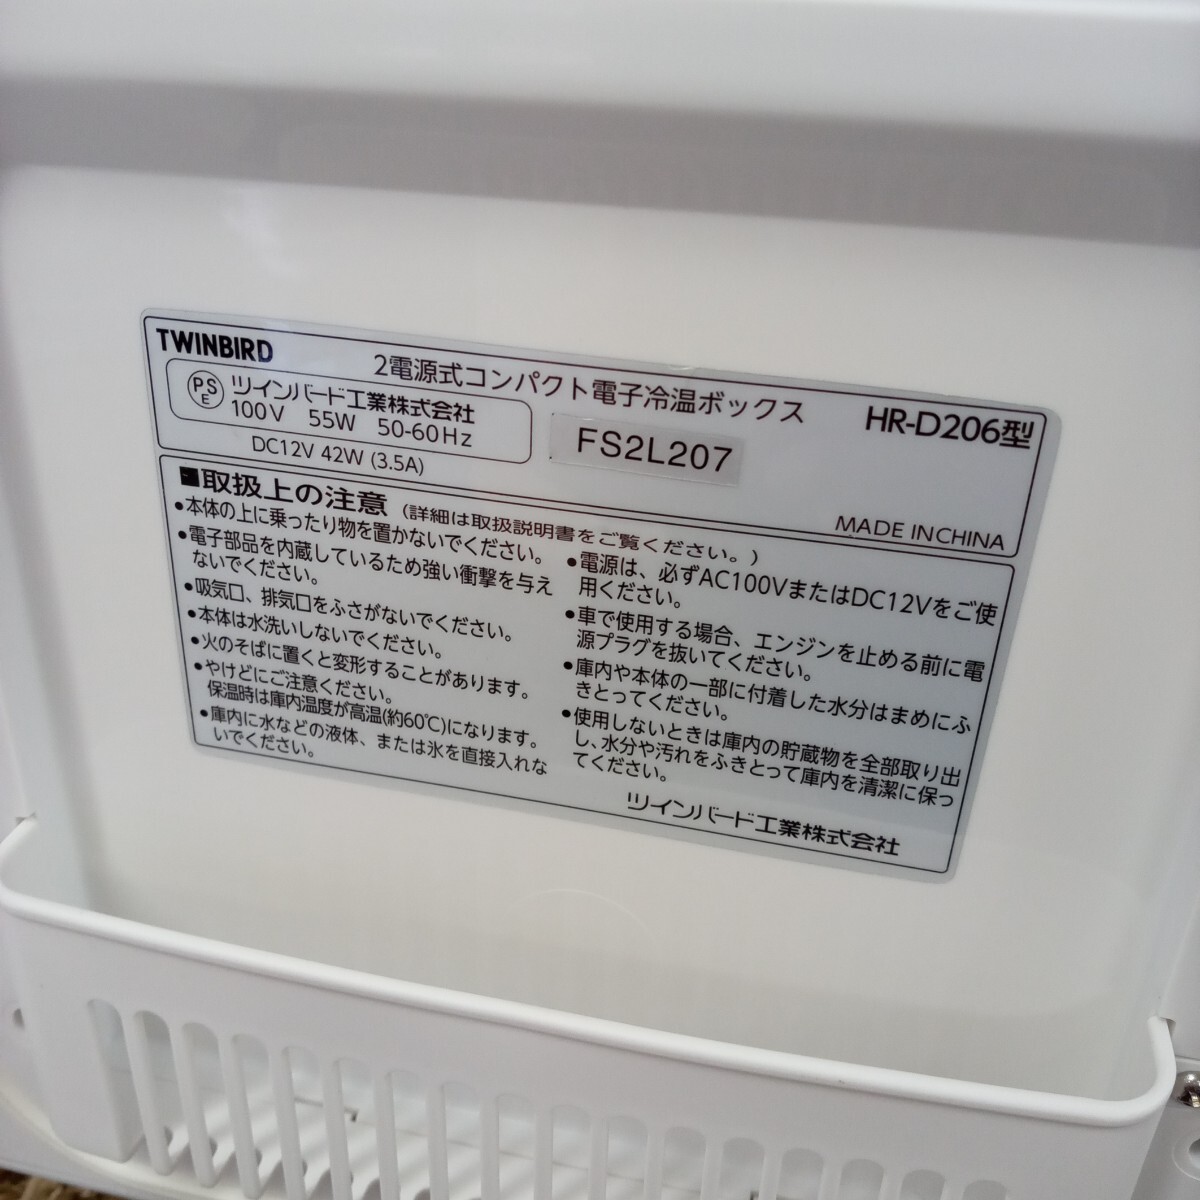 TWINBIRD
2電源式コンパクト電子冷温ボックス
HR-D206型
PSE
ツインバード工業株式会社
100V 55W 50-60Hz
DC12V 42W (3.5A)
FS2L207
MADE IN CHINA
■取扱上の注意（詳細は取扱説明書をご覧ください。）
●本体の上に乗ったり物を置かないでください。
●電子部品を内蔵しているため強い衝撃を与え
ないでください。
●吸気口、排気口をふさがないでください。
●本体は水洗いしないでください。
●火のそばに置くと変形することがあります。
●やけどにご注意ください。
保温時は庫内温度が高温(約60℃)になります。
●庫内に水などの液体、または氷を直接入れな
いでください。
●電源は、必ずAC100VまたはDC12Vをご使
用ください。
●車で使用する場合、エンジンを止める前に電
源プラグを抜いてください。
●庫内や本体の一部に付着した水分はまめにふ
きとってください。
●使用しないときは庫内の貯蔵物を全部取り出
し、水分や汚れをふきとって庫内を清潔に保っ
てください。
ツインバード工業株式会社